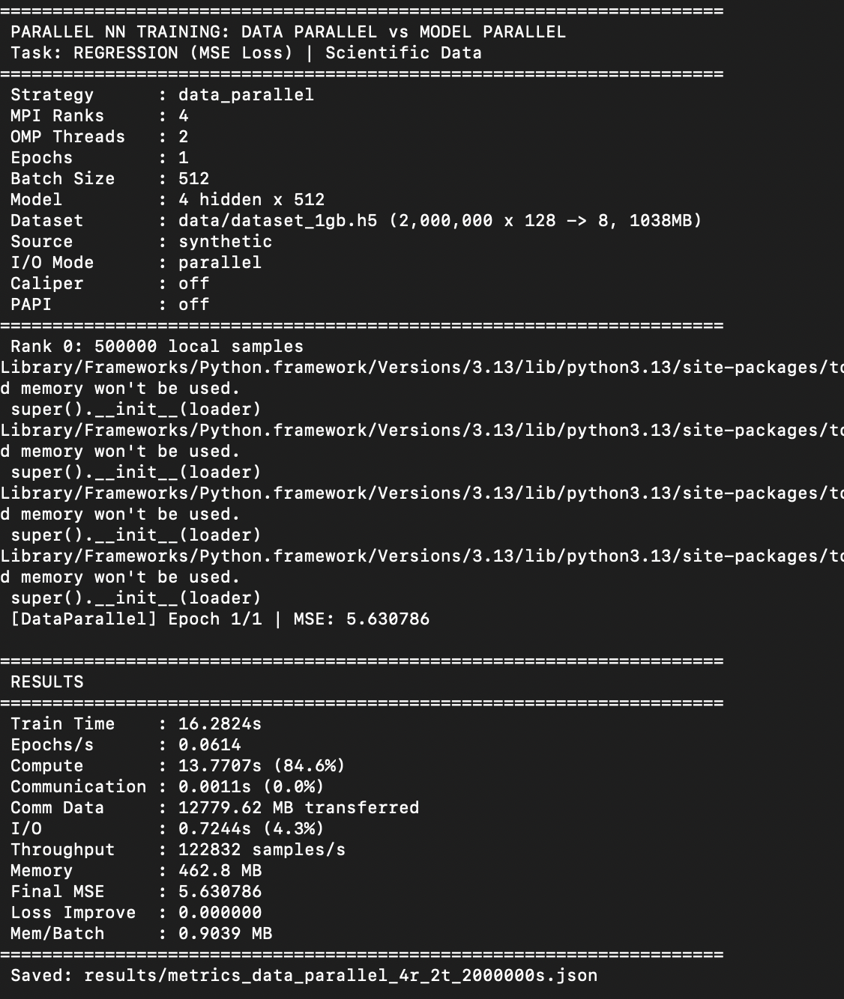 ======================================================================
PARALLEL NN TRAINING: DATA PARALLEL vs MODEL PARALLEL
Task: REGRESSION (MSE Loss) | Scientific Data
======================================================================
Strategy      : data_parallel
MPI Ranks     : 4
OMP Threads   : 2
Epochs        : 1
Batch Size    : 512
Model         : 4 hidden x 512
Dataset       : data/dataset_1gb.h5 (2,000,000 x 128 -> 8, 1038MB)
Source        : synthetic
I/O Mode      : parallel
Caliper       : off
PAPI          : off
======================================================================
Rank 0: 500000 local samples
Library/Frameworks/Python.framework/Versions/3.13/lib/python3.13/site-packages/to
d memory won't be used.
super().__init__(loader)
Library/Frameworks/Python.framework/Versions/3.13/lib/python3.13/site-packages/to
d memory won't be used.
super().__init__(loader)
Library/Frameworks/Python.framework/Versions/3.13/lib/python3.13/site-packages/to
d memory won't be used.
super().__init__(loader)
Library/Frameworks/Python.framework/Versions/3.13/lib/python3.13/site-packages/to
d memory won't be used.
super().__init__(loader)
[DataParallel] Epoch 1/1 | MSE: 5.630786
======================================================================
RESULTS
======================================================================
Train Time    : 16.2824s
Epochs/s      : 0.0614
Compute       : 13.7707s (84.6%)
Communication : 0.0011s (0.0%)
Comm Data     : 12779.62 MB transferred
I/O           : 0.7244s (4.3%)
Throughput    : 122832 samples/s
Memory        : 462.8 MB
Final MSE     : 5.630786
Loss Improve  : 0.000000
Mem/Batch     : 0.9039 MB
======================================================================
Saved: results/metrics_data_parallel_4r_2t_2000000s.json